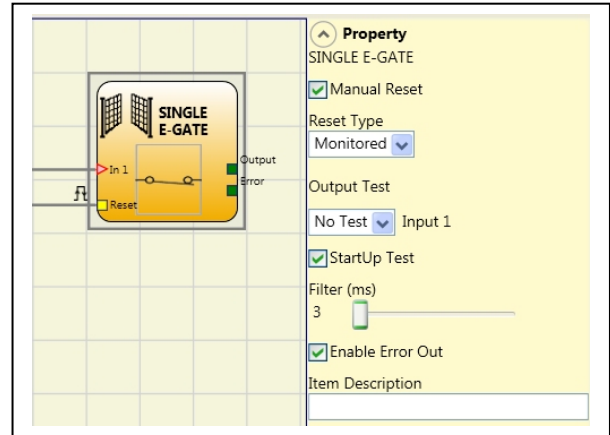 SINGLE
E-GATE
In 1
Reset
Output
Error
Property
SINGLE E-GATE
Manual Reset
Reset Type
Monitored
Output Test
No Test Input 1
StartUp Test
Filter (ms)
3
Enable Error Out
Item Description